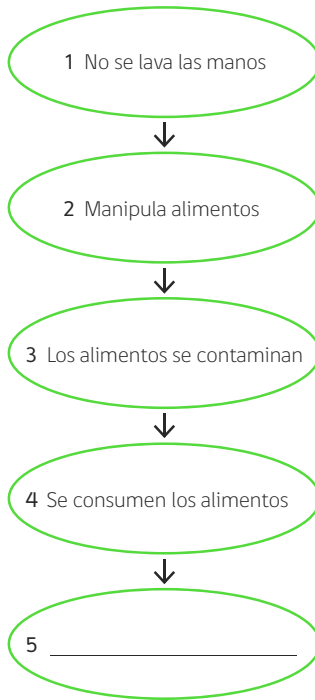 1 No se lava las manos
2 Manipula alimentos
3 Los alimentos se contaminan
4 Se consumen los alimentos
5